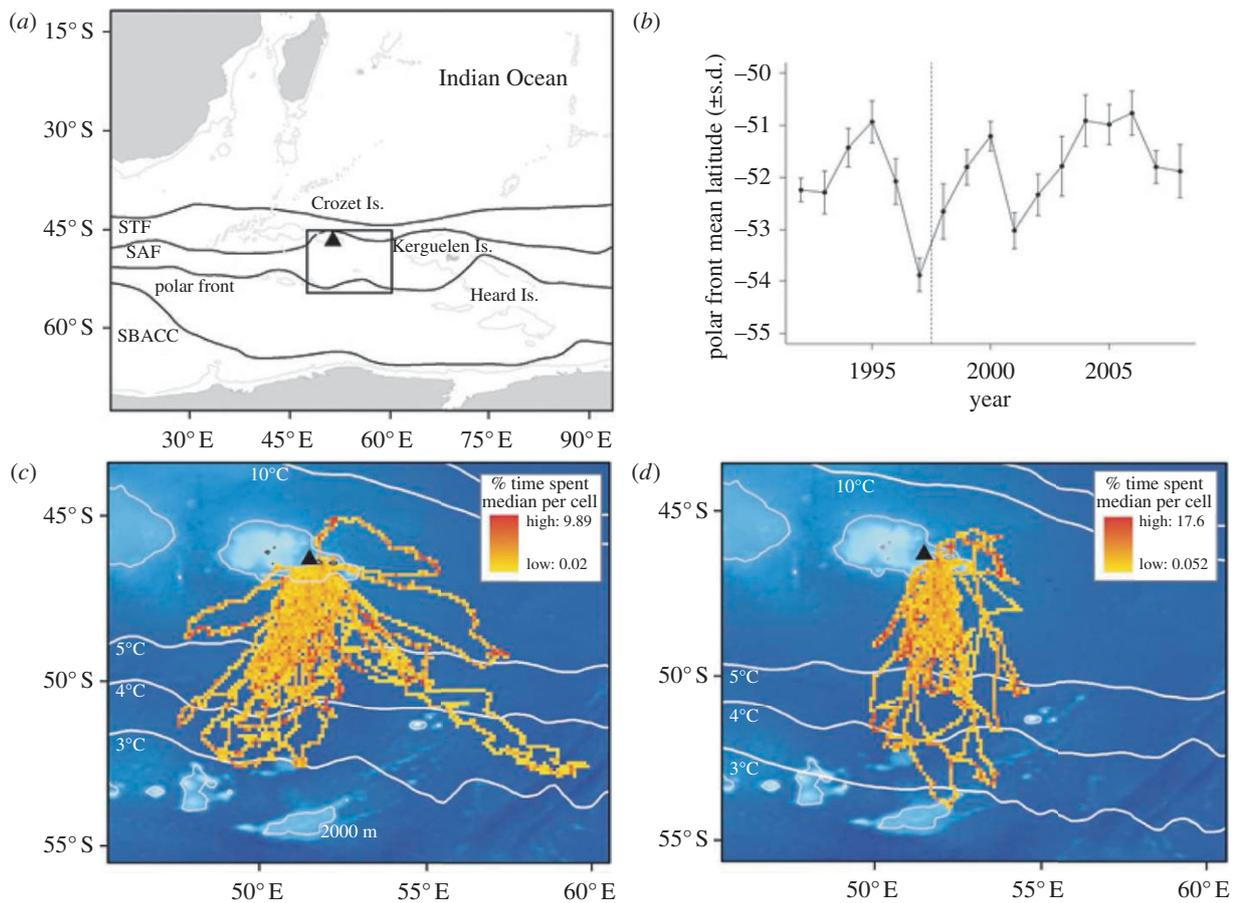 (a)
15° S
30° S
45° S
60° S
Indian Ocean
Crozet Is.
STF
SAF
Kerguelen Is.
polar front
Heard Is.
SBACC
30° E
45° E
60° E
75° E
90° E
(b)
polar front mean latitude (±s.d.)
–50
–51
–52
–53
–54
–55
1995
2000
2005
year
(c)
45° S
50° S
55° S
10°C
% time spent
median per cell
high: 9.89
low: 0.02
5°C
4°C
3°C
2000 m
50° E
55° E
60° E
(d)
45° S
50° S
55° S
10°C
% time spent
median per cell
high: 17.6
low: 0.052
5°C
4°C
3°C
50° E
55° E
60° E